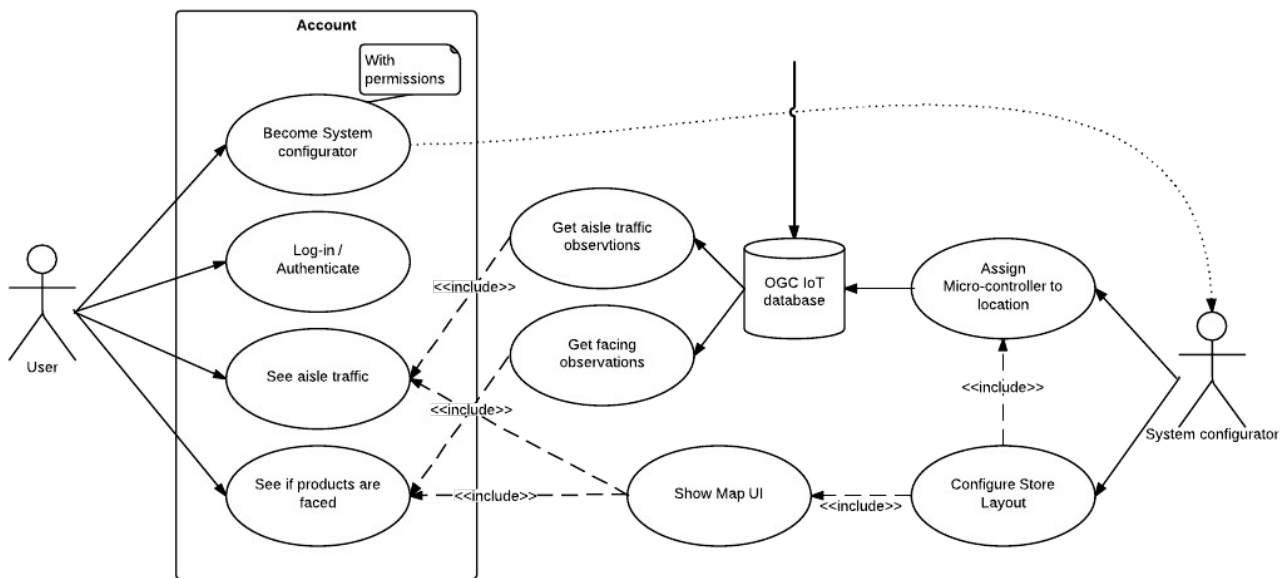 Account
With
permissions
Become System
configurator
Log-in /
Authenticate
See aisle traffic
See if products are
faced
User
Get aisle traffic
observtions
Get facing
observations
<<include>>
<<include>>
<<include>>
Show Map UI
<<include>>
OGC IoT
database
Assign
Micro-controller to
location
<<include>>
Configure Store
Layout
System configurator